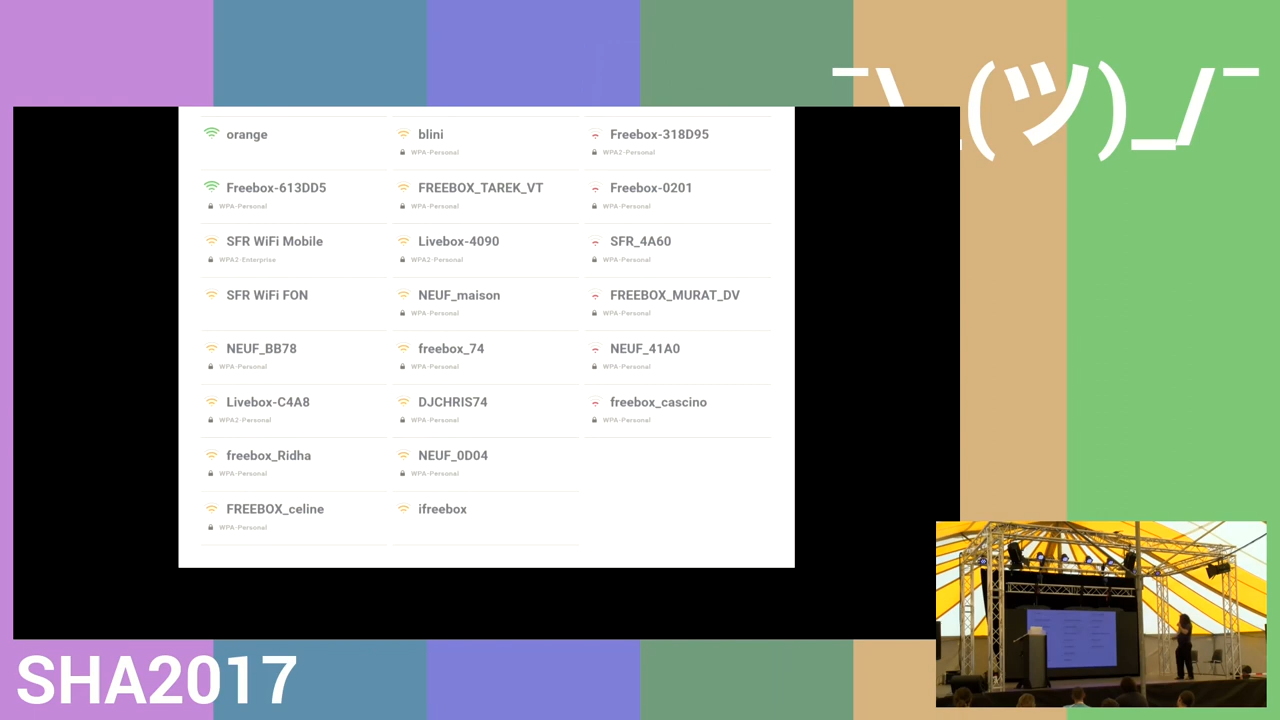 ¯\_(ツ)_/¯
orange
Freebox-613DD5
WPA-Personal
SFR WiFi Mobile
WPA2-Enterprise
SFR WiFi FON
NEUF_BB78
WPA-Personal
Livebox-C4A8
WPA2-Personal
freebox_Ridha
WPA-Personal
FREEBOX_celine
WPA-Personal
blini
WPA-Personal
FREEBOX_TAREK_VT
WPA-Personal
Livebox-4090
WPA2-Personal
NEUF_maison
WPA-Personal
freebox_74
WPA-Personal
DJCHRIS74
WPA-Personal
NEUF_0D04
WPA-Personal
ifreebox
Freebox-318D95
WPA2-Personal
Freebox-0201
WPA-Personal
SFR_4A60
WPA-Personal
FREEBOX_MURAT_DV
WPA-Personal
NEUF_41A0
WPA-Personal
freebox_cascino
WPA-Personal
SHA2017